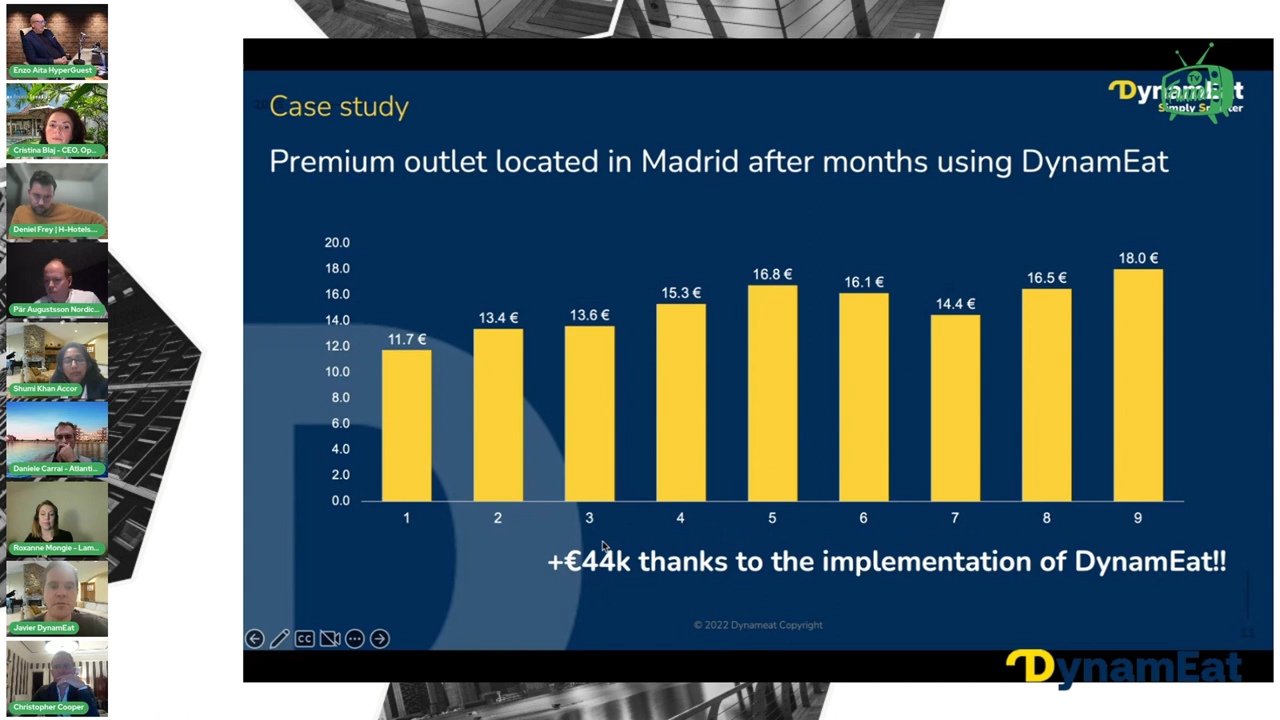 Enzo Aita HyperGuest
Cristina Blaj - CEO, Op...
Deniel Frey | H-Hotels....
Pär Augustsson Nordic...
Shumi Khan Accor
Daniele Carrai - Atlanti...
Roxanne Mongie - Lam...
Javier DynamEat
Christopher Cooper
Case study
DynamEat
Simply
TV
Premium outlet located in Madrid after months using DynamEat
20.0
18.0
16.0
14.0
12.0
10.0
8.0
6.0
4.0
2.0
0.0
11.7 €
13.4 €
13.6 €
15.3 €
16.8 €
16.1 €
14.4 €
16.5 €
18.0 €
1 2 3 4 5 6 7 8 9
+€44k thanks to the implementation of DynamEat!!
© 2022 Dynameat Copyright
CC
DynamEat